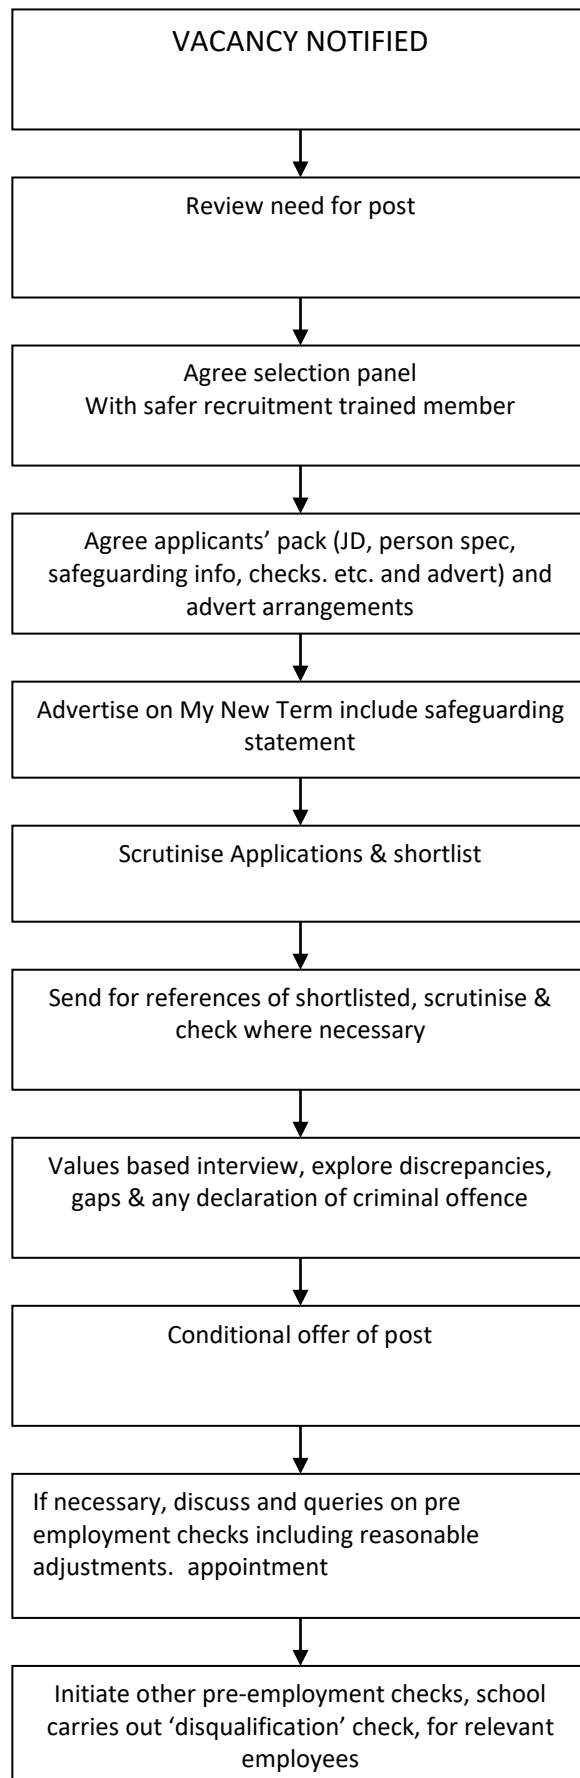 VACANCY NOTIFIED
Review need for post
Agree selection panel
With safer recruitment trained member
Agree applicants’ pack (JD, person spec,
safeguarding info, checks. etc. and advert) and
advert arrangements
Advertise on My New Term include safeguarding
statement
Scrutinise Applications & shortlist
Send for references of shortlisted, scrutinise &
check where necessary
Values based interview, explore discrepancies,
gaps & any declaration of criminal offence
Conditional offer of post
If necessary, discuss and queries on pre
employment checks including reasonable
adjustments.  appointment
Initiate other pre-employment checks, school
carries out ‘disqualification’ check, for relevant
employees